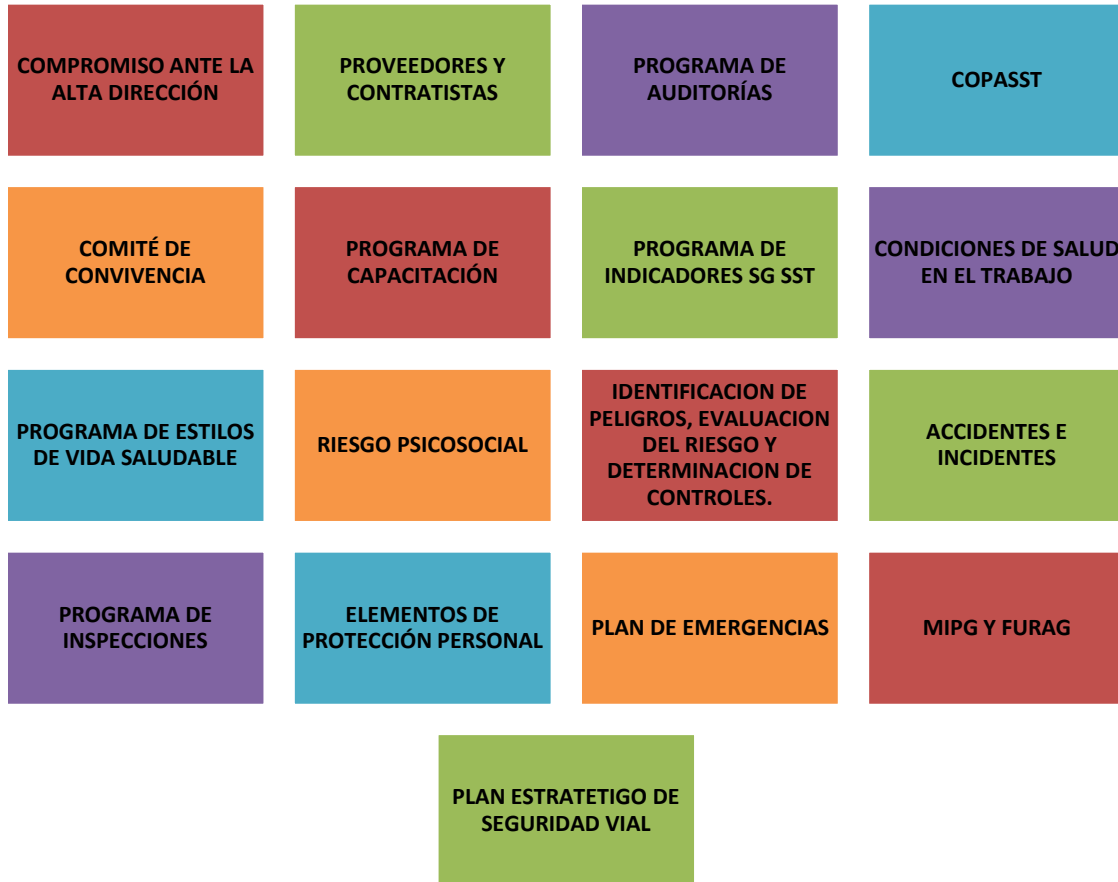 COMPROMISO ANTE LA
ALTA DIRECCIÓN
PROVEEDORES Y
CONTRATISTAS
PROGRAMA DE
AUDITORÍAS
COPASST
COMITÉ DE
CONVIVENCIA
PROGRAMA DE
CAPACITACIÓN
PROGRAMA DE
INDICADORES SG SST
CONDICIONES DE SALUD
EN EL TRABAJO
PROGRAMA DE ESTILOS
DE VIDA SALUDABLE
RIESGO PSICOSOCIAL
IDENTIFICACION DE
PELIGROS, EVALUACION
DEL RIESGO Y
DETERMINACION DE
CONTROLES.
ACCIDENTES E
INCIDENTES
PROGRAMA DE
INSPECCIONES
ELEMENTOS DE
PROTECCIÓN PERSONAL
PLAN DE EMERGENCIAS
MIPG Y FURAG
PLAN ESTRATETIGO DE
SEGURIDAD VIAL